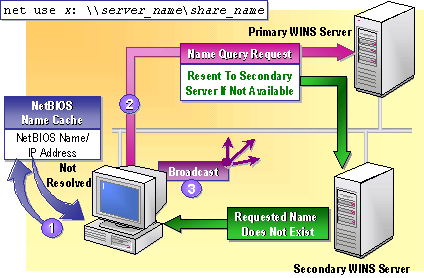 net use x: \\server_name\share_name
Primary WINS Server
Name Query Request
2
Resent To Secondary
Server If Not Available
NetBIOS
Name Cache
NetBIOS Name/
IP Address
Not
Resolved
Broadcast
3
1
Requested Name
Does Not Exist
Secondary WINS Server